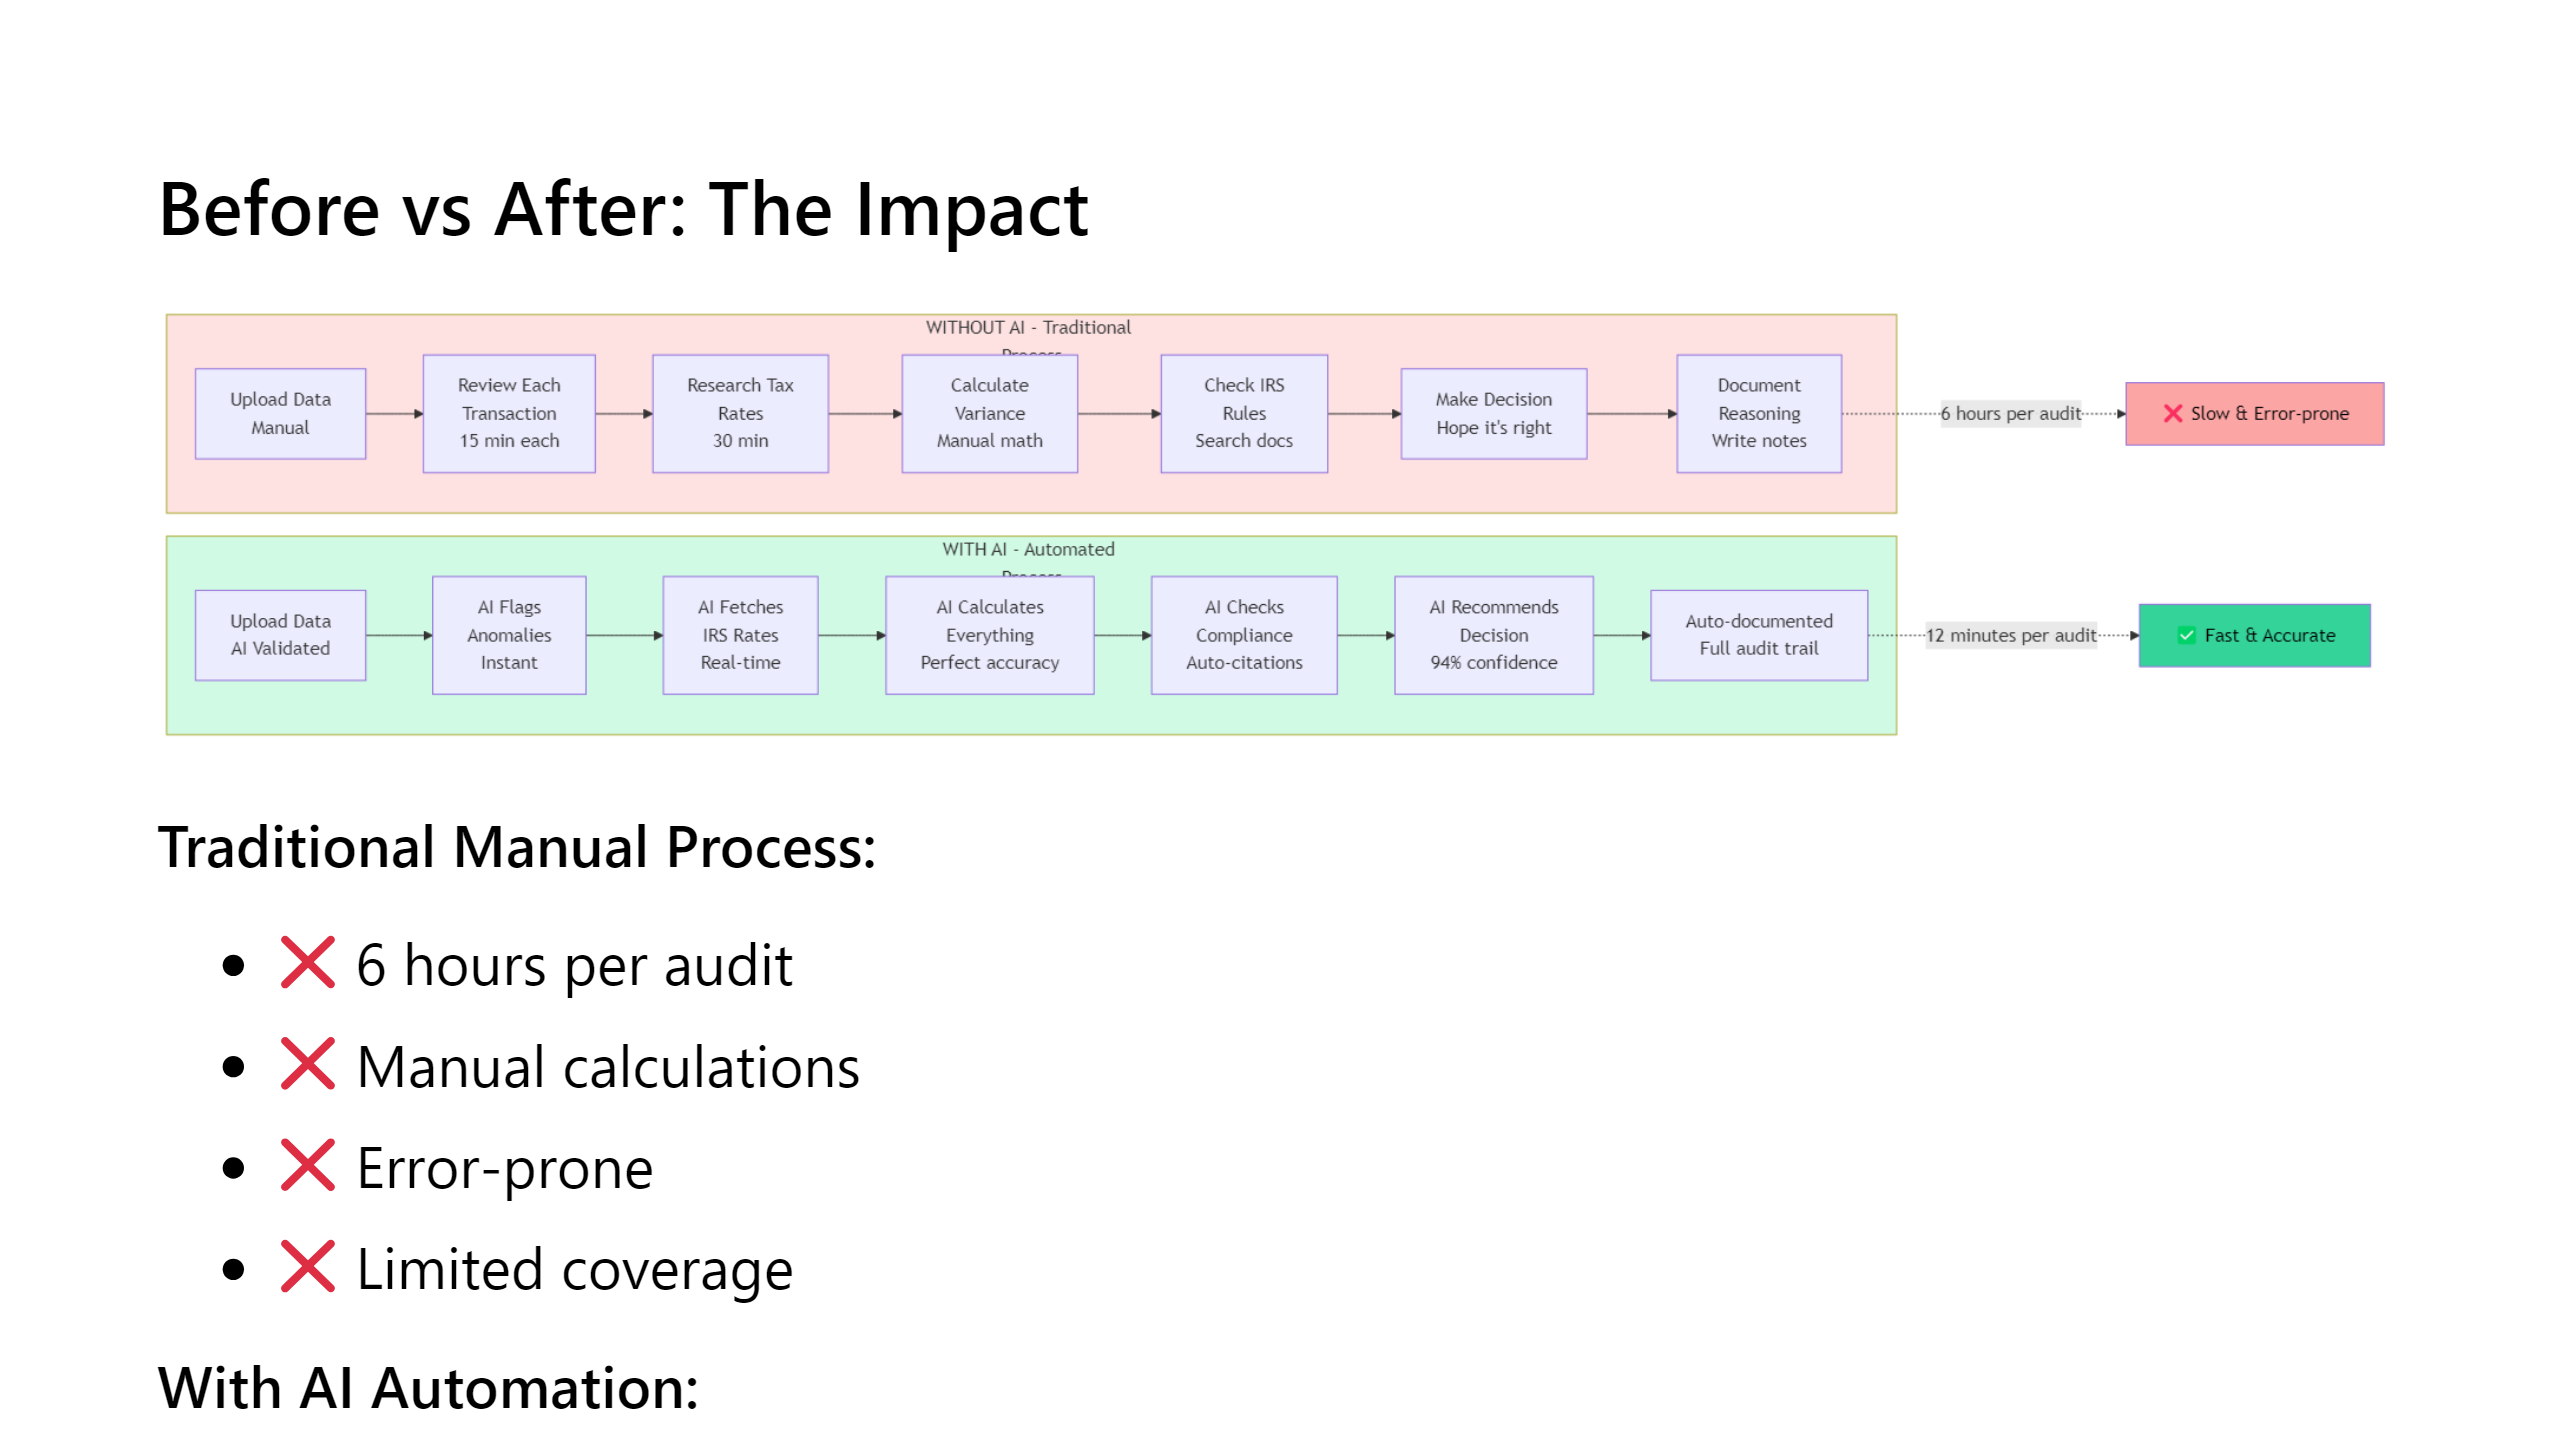 Before vs After: The Impact
WITHOUT AI - Traditional
Process
Upload Data
Manual
Review Each
Transaction
15 min each
Research Tax
Rates
30 min
Calculate
Variance
Manual math
Check IRS
Rules
Search docs
Make Decision
Hope it's right
Document
Reasoning
Write notes
6 hours per audit
❌ Slow & Error-prone
WITH AI - Automated
Process
Upload Data
AI Validated
AI Flags
Anomalies
Instant
AI Fetches
IRS Rates
Real-time
AI Calculates
Everything
Perfect accuracy
AI Checks
Compliance
Auto-citations
AI Recommends
Decision
94% confidence
Auto-documented
Full audit trail
12 minutes per audit
✅ Fast & Accurate
Traditional Manual Process:
• ❌ 6 hours per audit
• ❌ Manual calculations
• ❌ Error-prone
• ❌ Limited coverage
With AI Automation: